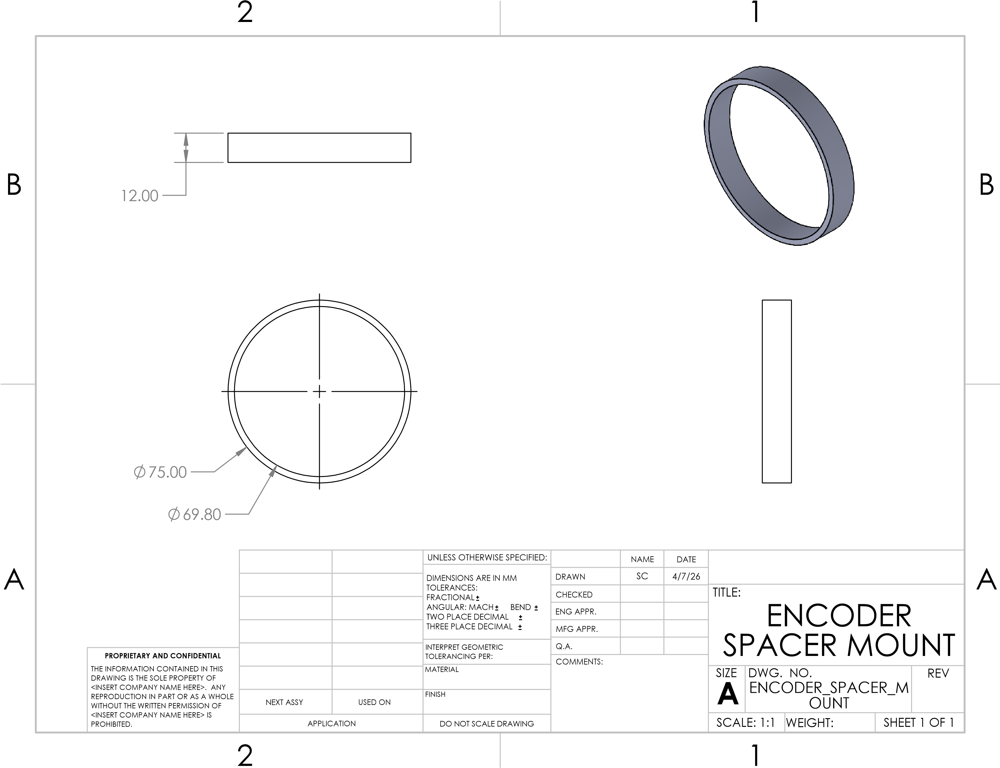 2
1
B
B
12.00
⌀75.00
⌀69.80
A
A
UNLESS OTHERWISE SPECIFIED:
DIMENSIONS ARE IN MM
TOLERANCES:
FRACTIONAL ±
ANGULAR: MACH ± BEND ±
TWO PLACE DECIMAL ±
THREE PLACE DECIMAL ±
INTERPRET GEOMETRIC
TOLERANCING PER:
MATERIAL
FINISH
DO NOT SCALE DRAWING
NAME
DATE
DRAWN
SC
4/7/26
CHECKED
ENG APPR.
MFG APPR.
Q.A.
COMMENTS:
TITLE:
ENCODER
SPACER MOUNT
SIZE
A
DWG. NO.
ENCODER_SPACER_M
OUNT
REV
SCALE: 1:1
WEIGHT:
SHEET 1 OF 1
PROPRIETARY AND CONFIDENTIAL
THE INFORMATION CONTAINED IN THIS
DRAWING IS THE SOLE PROPERTY OF
<INSERT COMPANY NAME HERE>. ANY
REPRODUCTION IN PART OR AS A WHOLE
WITHOUT THE WRITTEN PERMISSION OF
<INSERT COMPANY NAME HERE> IS
PROHIBITED.
NEXT ASSY
USED ON
APPLICATION
2
1